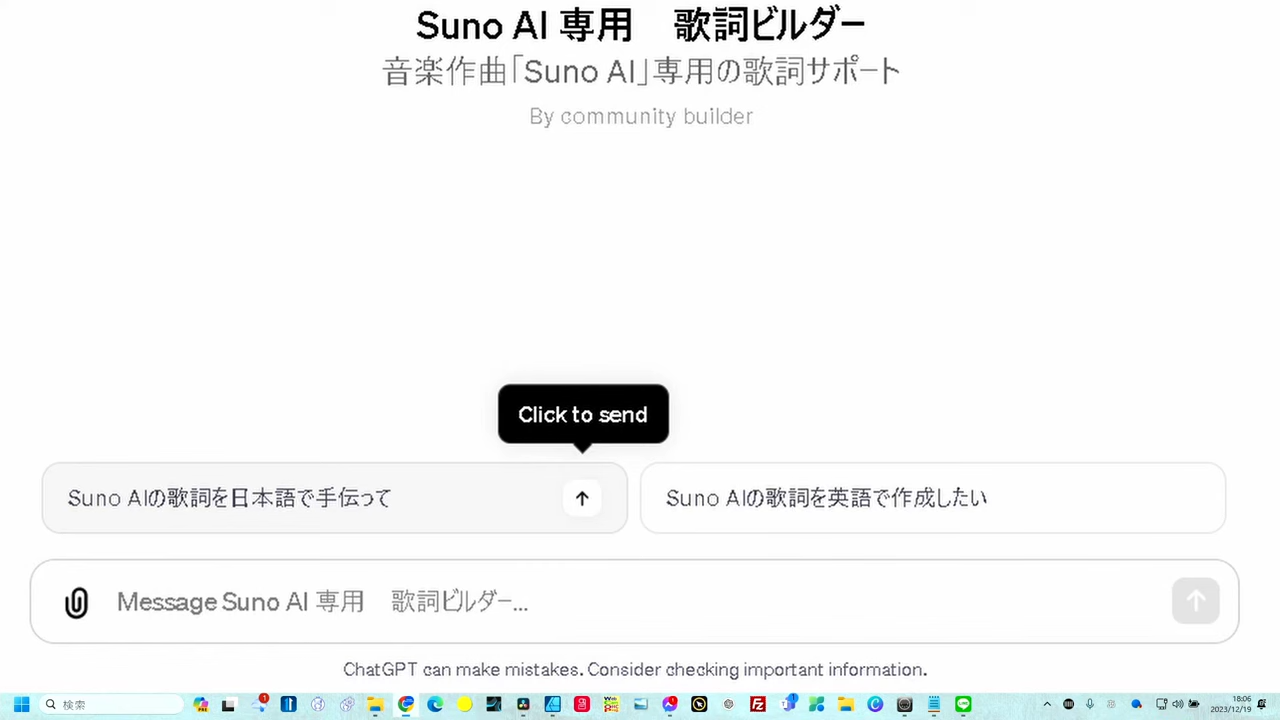 Suno AI 専用　歌詞ビルダー
音楽作曲「Suno AI」専用の歌詞サポート
By community builder
Click to send
Suno AIの歌詞を日本語で手伝って
Suno AIの歌詞を英語で作成したい
Message Suno AI 専用　歌詞ビルダー...
ChatGPT can make mistakes. Consider checking important information.
検索
18:06
2023/12/19